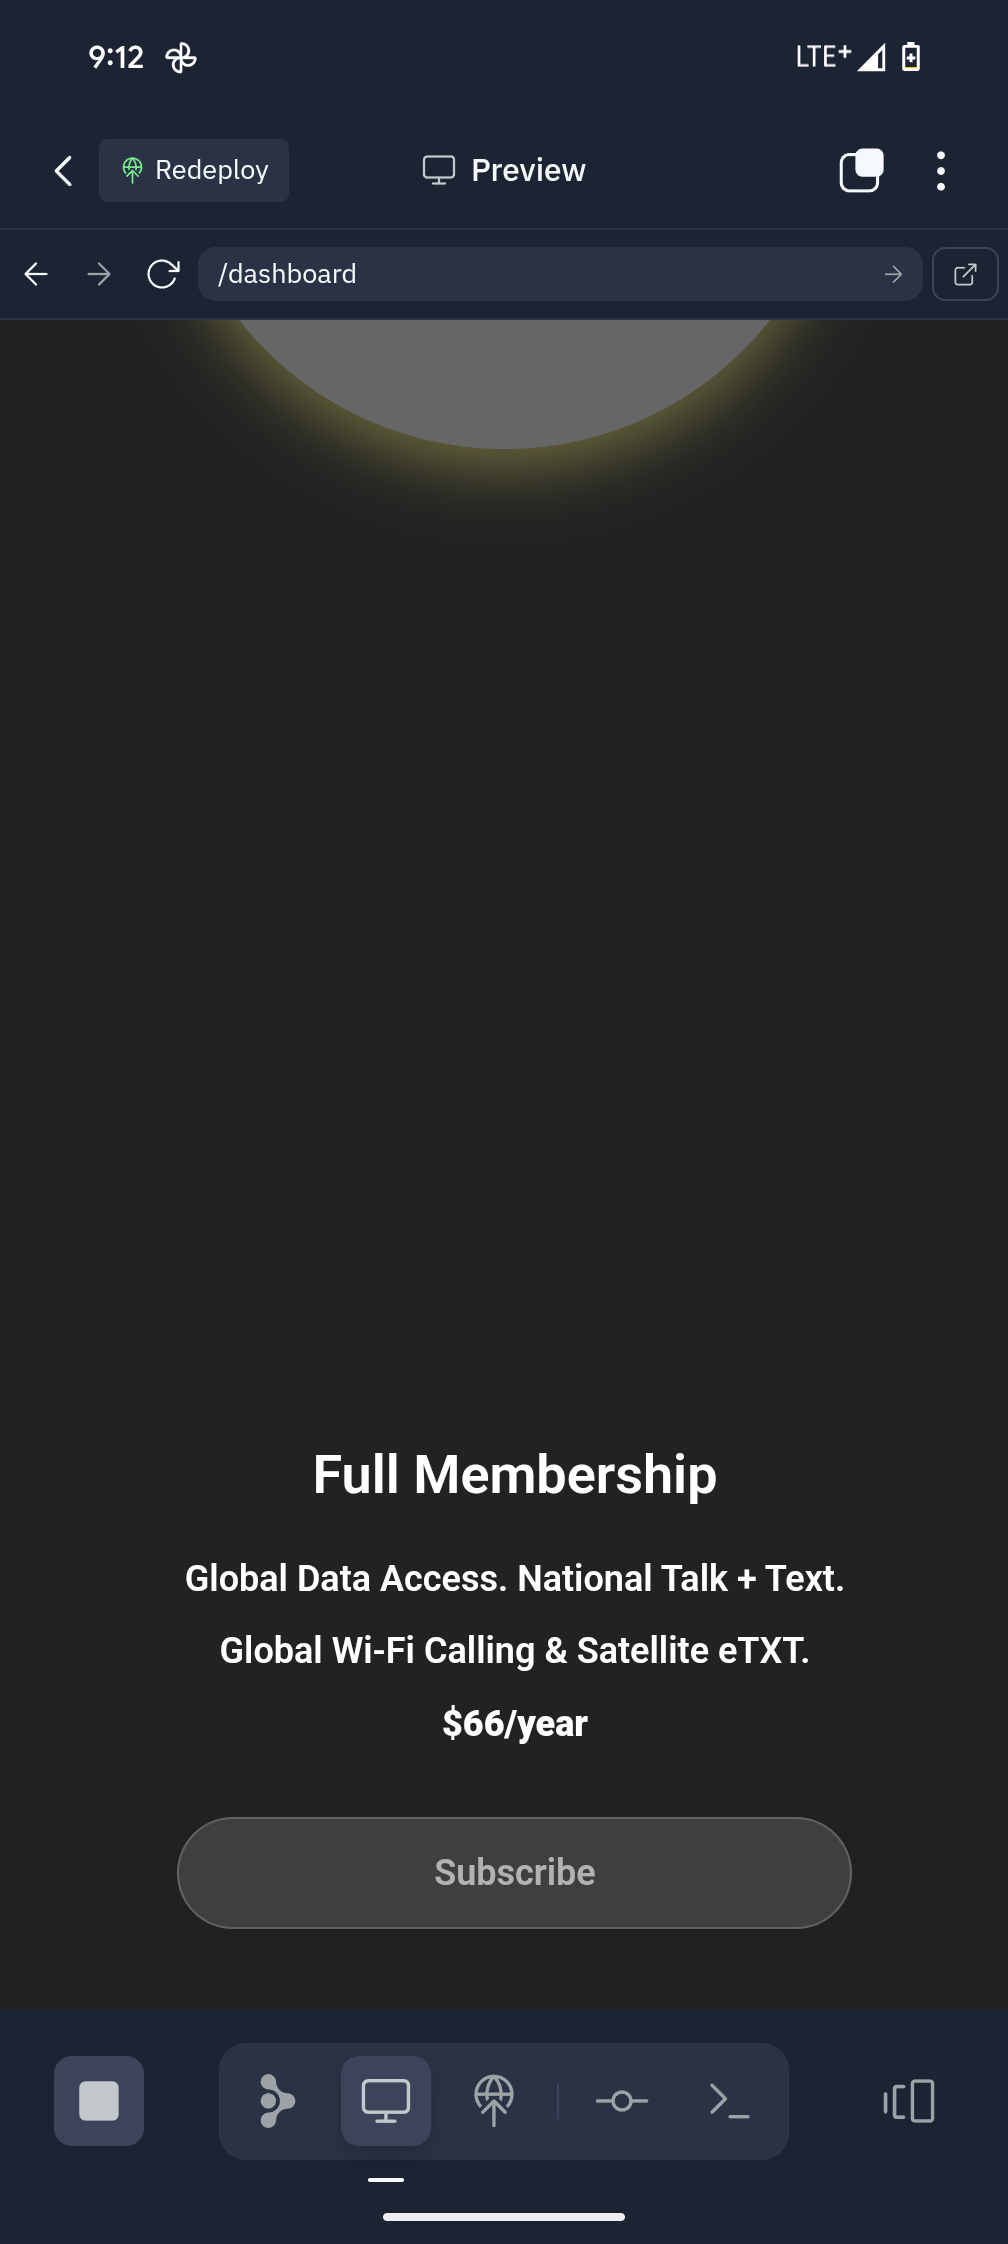 9:12
LTE+
Redeploy
Preview
/dashboard
Full Membership
Global Data Access. National Talk + Text.
Global Wi-Fi Calling & Satellite eTXT.
$66/year
Subscribe